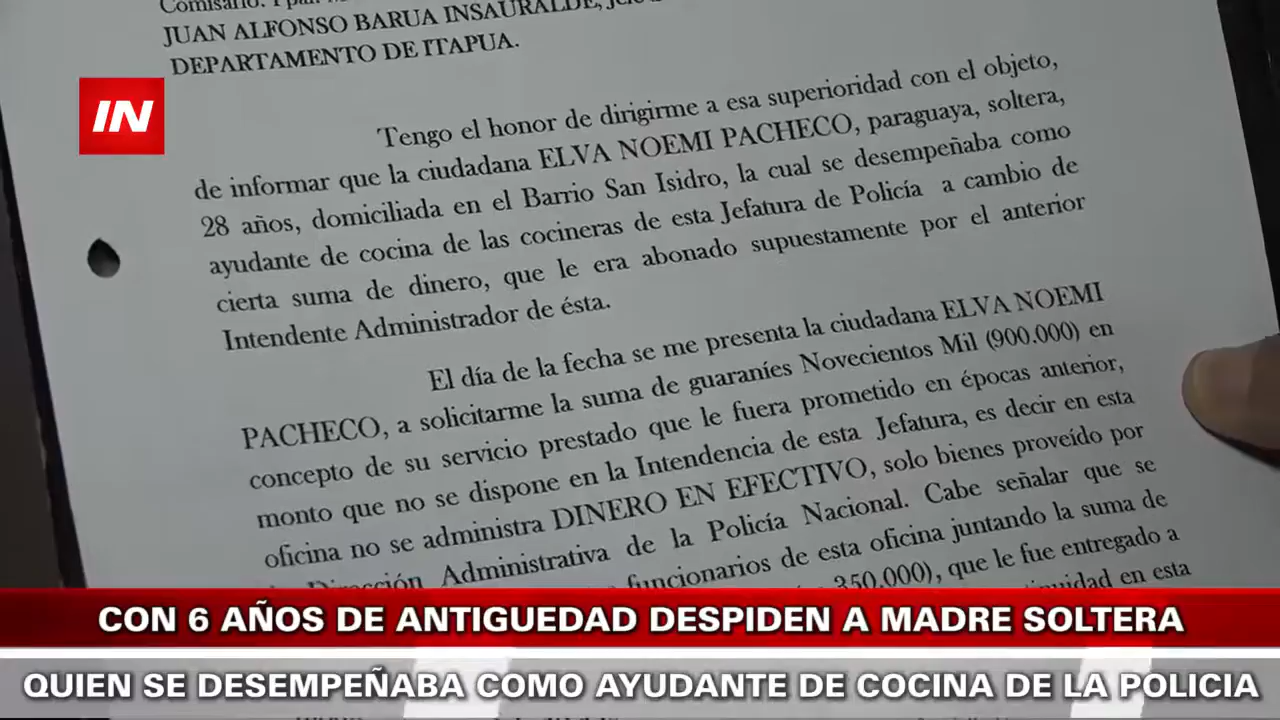 Comisario.
JUAN ALFONSO BARUA INSAURALDE,
DEPARTAMENTO DE ITAPUA.
IN
Tengo el honor de dirigirme a esa superioridad con el objeto,
de informar que la ciudadana ELVA NOEMI PACHECO, paraguaya, soltera,
28 años, domiciliada en el Barrio San Isidro, la cual se desempeñaba como
ayudante de cocina de las cocineras de esta Jefatura de Policía a cambio de
cierta suma de dinero, que le era abonado supuestamente por el anterior
Intendente Administrador de ésta.
El día de la fecha se me presenta la ciudadana ELVA NOEMI
PACHECO, a solicitarme la suma de guaraníes Novecientos Mil (900.000) en
concepto de su servicio prestado que le fuera prometido en épocas anterior,
monto que no se dispone en la Intendencia de esta Jefatura, es decir en esta
oficina no se administra DINERO EN EFECTIVO, solo bienes proveído por
Dirección Administrativa de la Policía Nacional. Cabe señalar que se
funcionarios de esta oficina juntando la suma de
350.000), que le fue entregado a
en esta
CON 6 AÑOS DE ANTIGUEDAD DESPIDEN A MADRE SOLTERA
QUIEN SE DESEMPEÑABA COMO AYUDANTE DE COCINA DE LA POLICIA